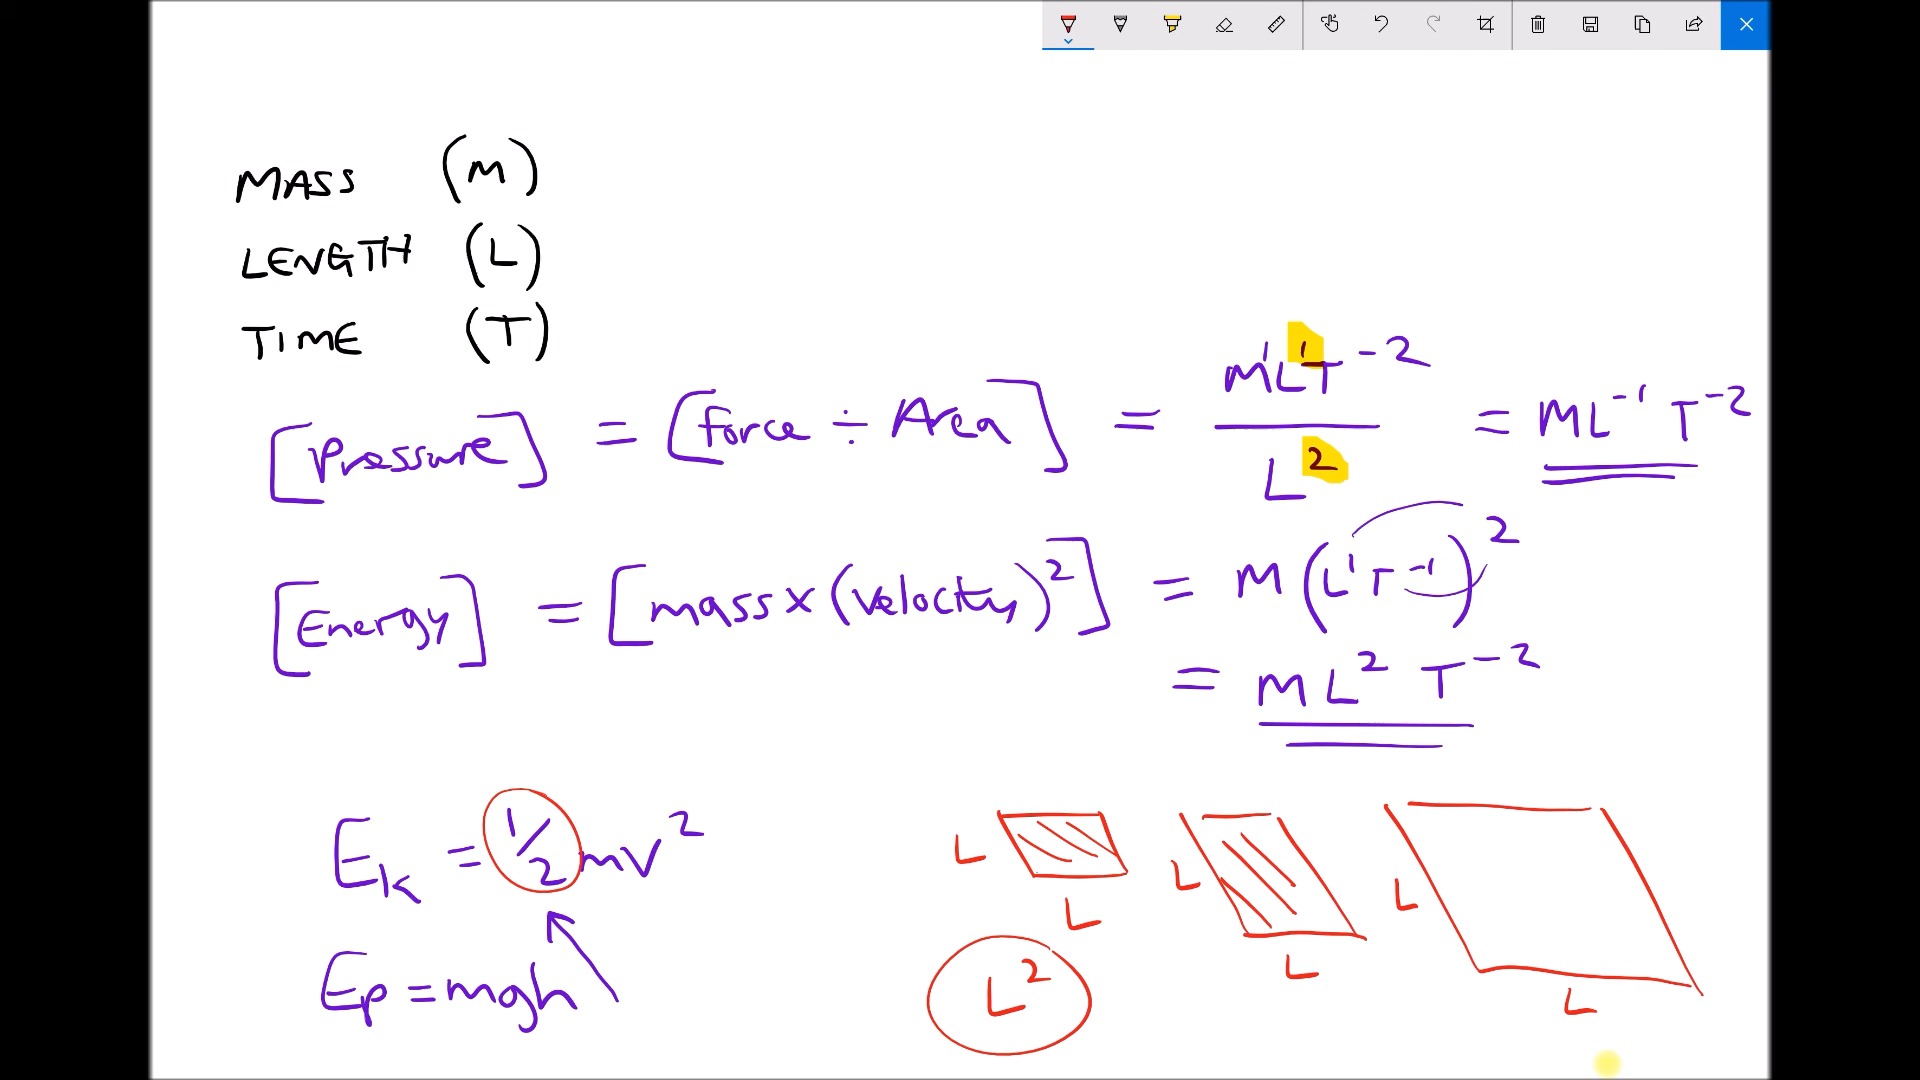 MASS (M)
LENGTH (L)
TIME (T)
[Pressure] = [Force ÷ Area] = M¹L¹T⁻² / L² = ML⁻¹T⁻²
[Energy] = [mass x (velocity)²] = M(L¹T⁻¹)²
= ML²T⁻²
Eₖ = ½mv²
Eₚ = mgh
L L
L L
L L
L²